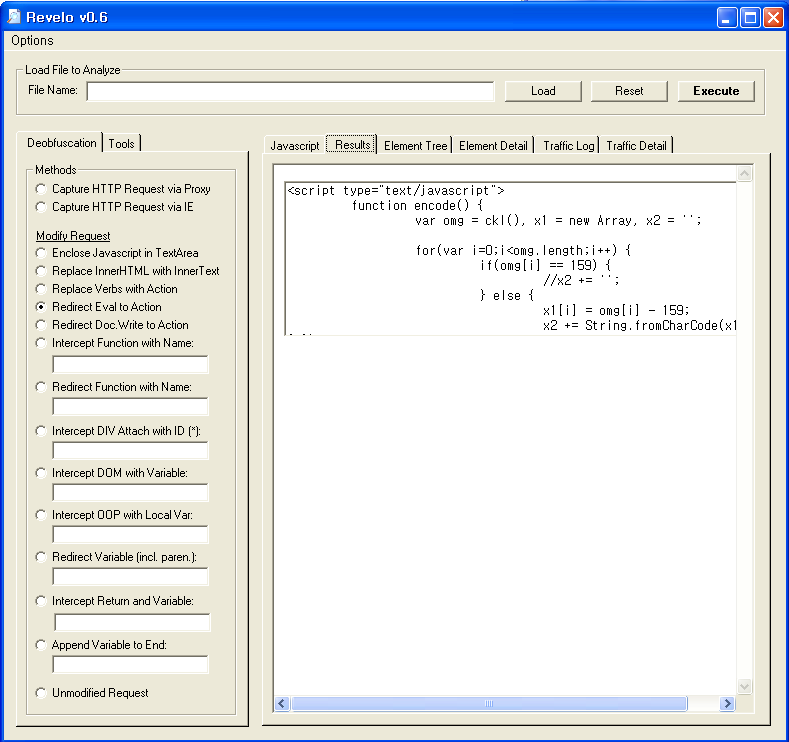 Revelo v0.6
Options
Load File to Analyze
File Name:
Load
Reset
Execute
Deobfuscation
Tools
Methods
Capture HTTP Request via Proxy
Capture HTTP Request via IE
Modify Request
Enclose Javascript in TextArea
Replace InnerHTML with InnerText
Replace Verbs with Action
Redirect Eval to Action
Redirect Doc.Write to Action
Intercept Function with Name:
Redirect Function with Name:
Intercept DIV Attach with ID (*):
Intercept DOM with Variable:
Intercept OOP with Local Var:
Redirect Variable (incl. paren.):
Intercept Return and Variable:
Append Variable to End:
Unmodified Request
Javascript
Results
Element Tree
Element Detail
Traffic Log
Traffic Detail
<script type="text/javascript">
function encode() {
var omg = ckl(), x1 = new Array, x2 = '';
for(var i=0;i<omg.length;i++) {
if(omg[i] == 159) {
//x2 += '';
} else {
x1[i] = omg[i] - 159;
x2 += String.fromCharCode(x1